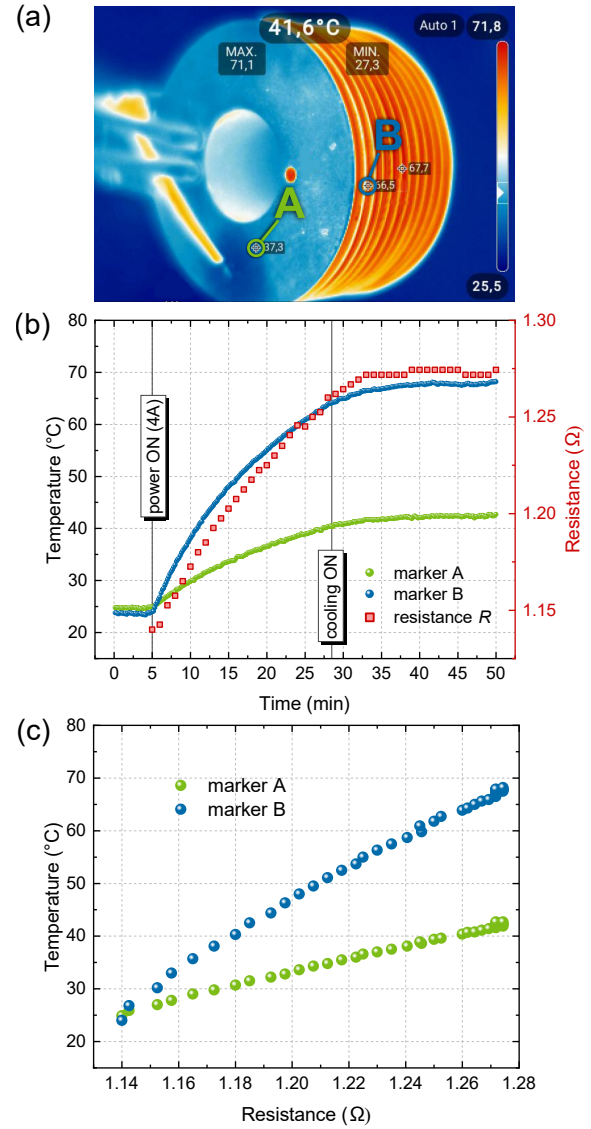 (a)
41,6°C
Auto 1
71,8
MAX.
71,1
MIN.
27,3
B
67,7
66,5
A
37,3
25,5
(b)
80
70
60
50
40
30
20
Temperature (°C)
1.30
1.25
1.20
1.15
Resistance (Ω)
power ON (4A)
cooling ON
marker A
marker B
resistance R
0 5 10 15 20 25 30 35 40 45 50
Time (min)
(c)
80
70
60
50
40
30
20
Temperature (°C)
marker A
marker B
1.14 1.16 1.18 1.20 1.22 1.24 1.26 1.28
Resistance (Ω)